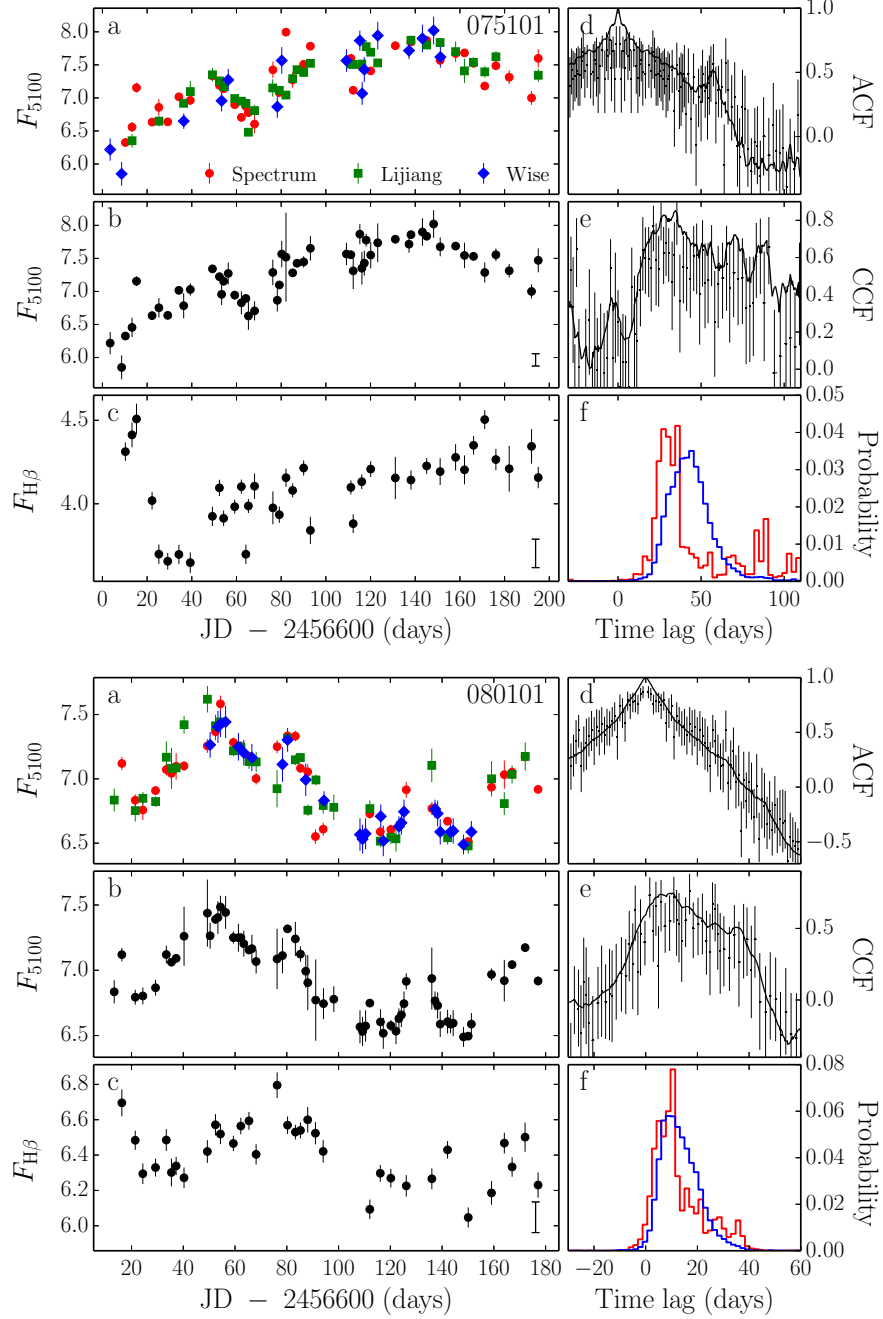 a
075101
8.0
7.5
7.0
6.5
6.0
F5100
Spectrum
Lijiang
Wise
d
1.0
0.5
0.0
ACF
b
8.0
7.5
7.0
6.5
6.0
F5100
e
0.8
0.6
0.4
0.2
0.0
CCF
c
4.5
4.0
FHβ
0 20 40 60 80 100 120 140 160 180 200
JD − 2456600 (days)
f
0.05
0.04
0.03
0.02
0.01
0.00
Probability
0 50 100
Time lag (days)
a
080101
7.5
7.0
6.5
F5100
d
1.0
0.5
0.0
−0.5
ACF
b
7.5
7.0
6.5
F5100
e
0.5
0.0
CCF
c
6.8
6.6
6.4
6.2
6.0
FHβ
20 40 60 80 100 120 140 160 180
JD − 2456600 (days)
f
0.08
0.06
0.04
0.02
0.00
Probability
−20 0 20 40 60
Time lag (days)